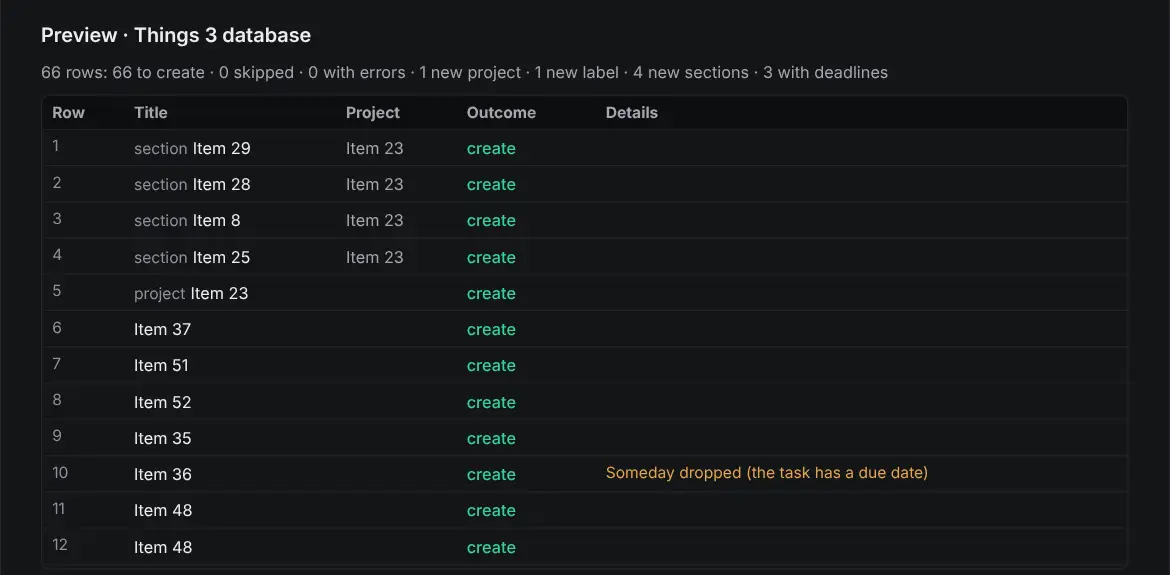 Preview · Things 3 database
66 rows: 66 to create · 0 skipped · 0 with errors · 1 new project · 1 new label · 4 new sections · 3 with deadlines
Row Title Project Outcome Details
1 section Item 29 Item 23 create
2 section Item 28 Item 23 create
3 section Item 8 Item 23 create
4 section Item 25 Item 23 create
5 project Item 23 create
6 Item 37 create
7 Item 51 create
8 Item 52 create
9 Item 35 create
10 Item 36 create Someday dropped (the task has a due date)
11 Item 48 create
12 Item 48 create